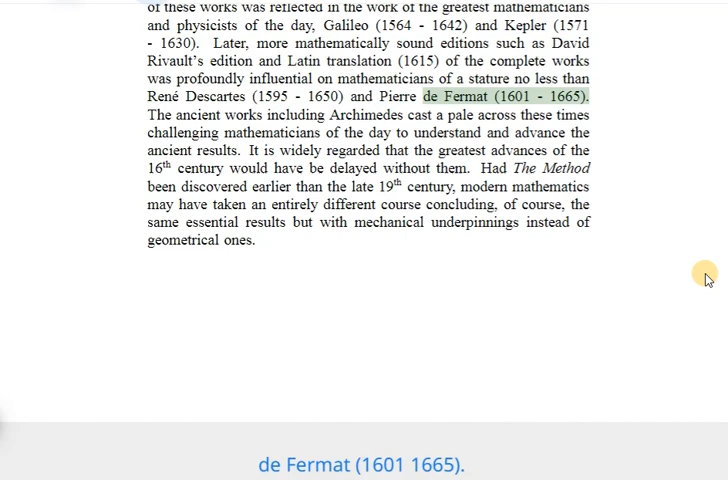 of these works was reflected in the work of the greatest mathematicians
and physicists of the day, Galileo (1564 - 1642) and Kepler (1571
- 1630). Later, more mathematically sound editions such as David
Rivault's edition and Latin translation (1615) of the complete works
was profoundly influential on mathematicians of a stature no less than
René Descartes (1595 - 1650) and Pierre de Fermat (1601 - 1665).
The ancient works including Archimedes cast a pale across these times
challenging mathematicians of the day to understand and advance the
ancient results. It is widely regarded that the greatest advances of the
16th century would have be delayed without them. Had The Method
been discovered earlier than the late 19th century, modern mathematics
may have taken an entirely different course concluding, of course, the
same essential results but with mechanical underpinnings instead of
geometrical ones.
de Fermat (1601 1665).